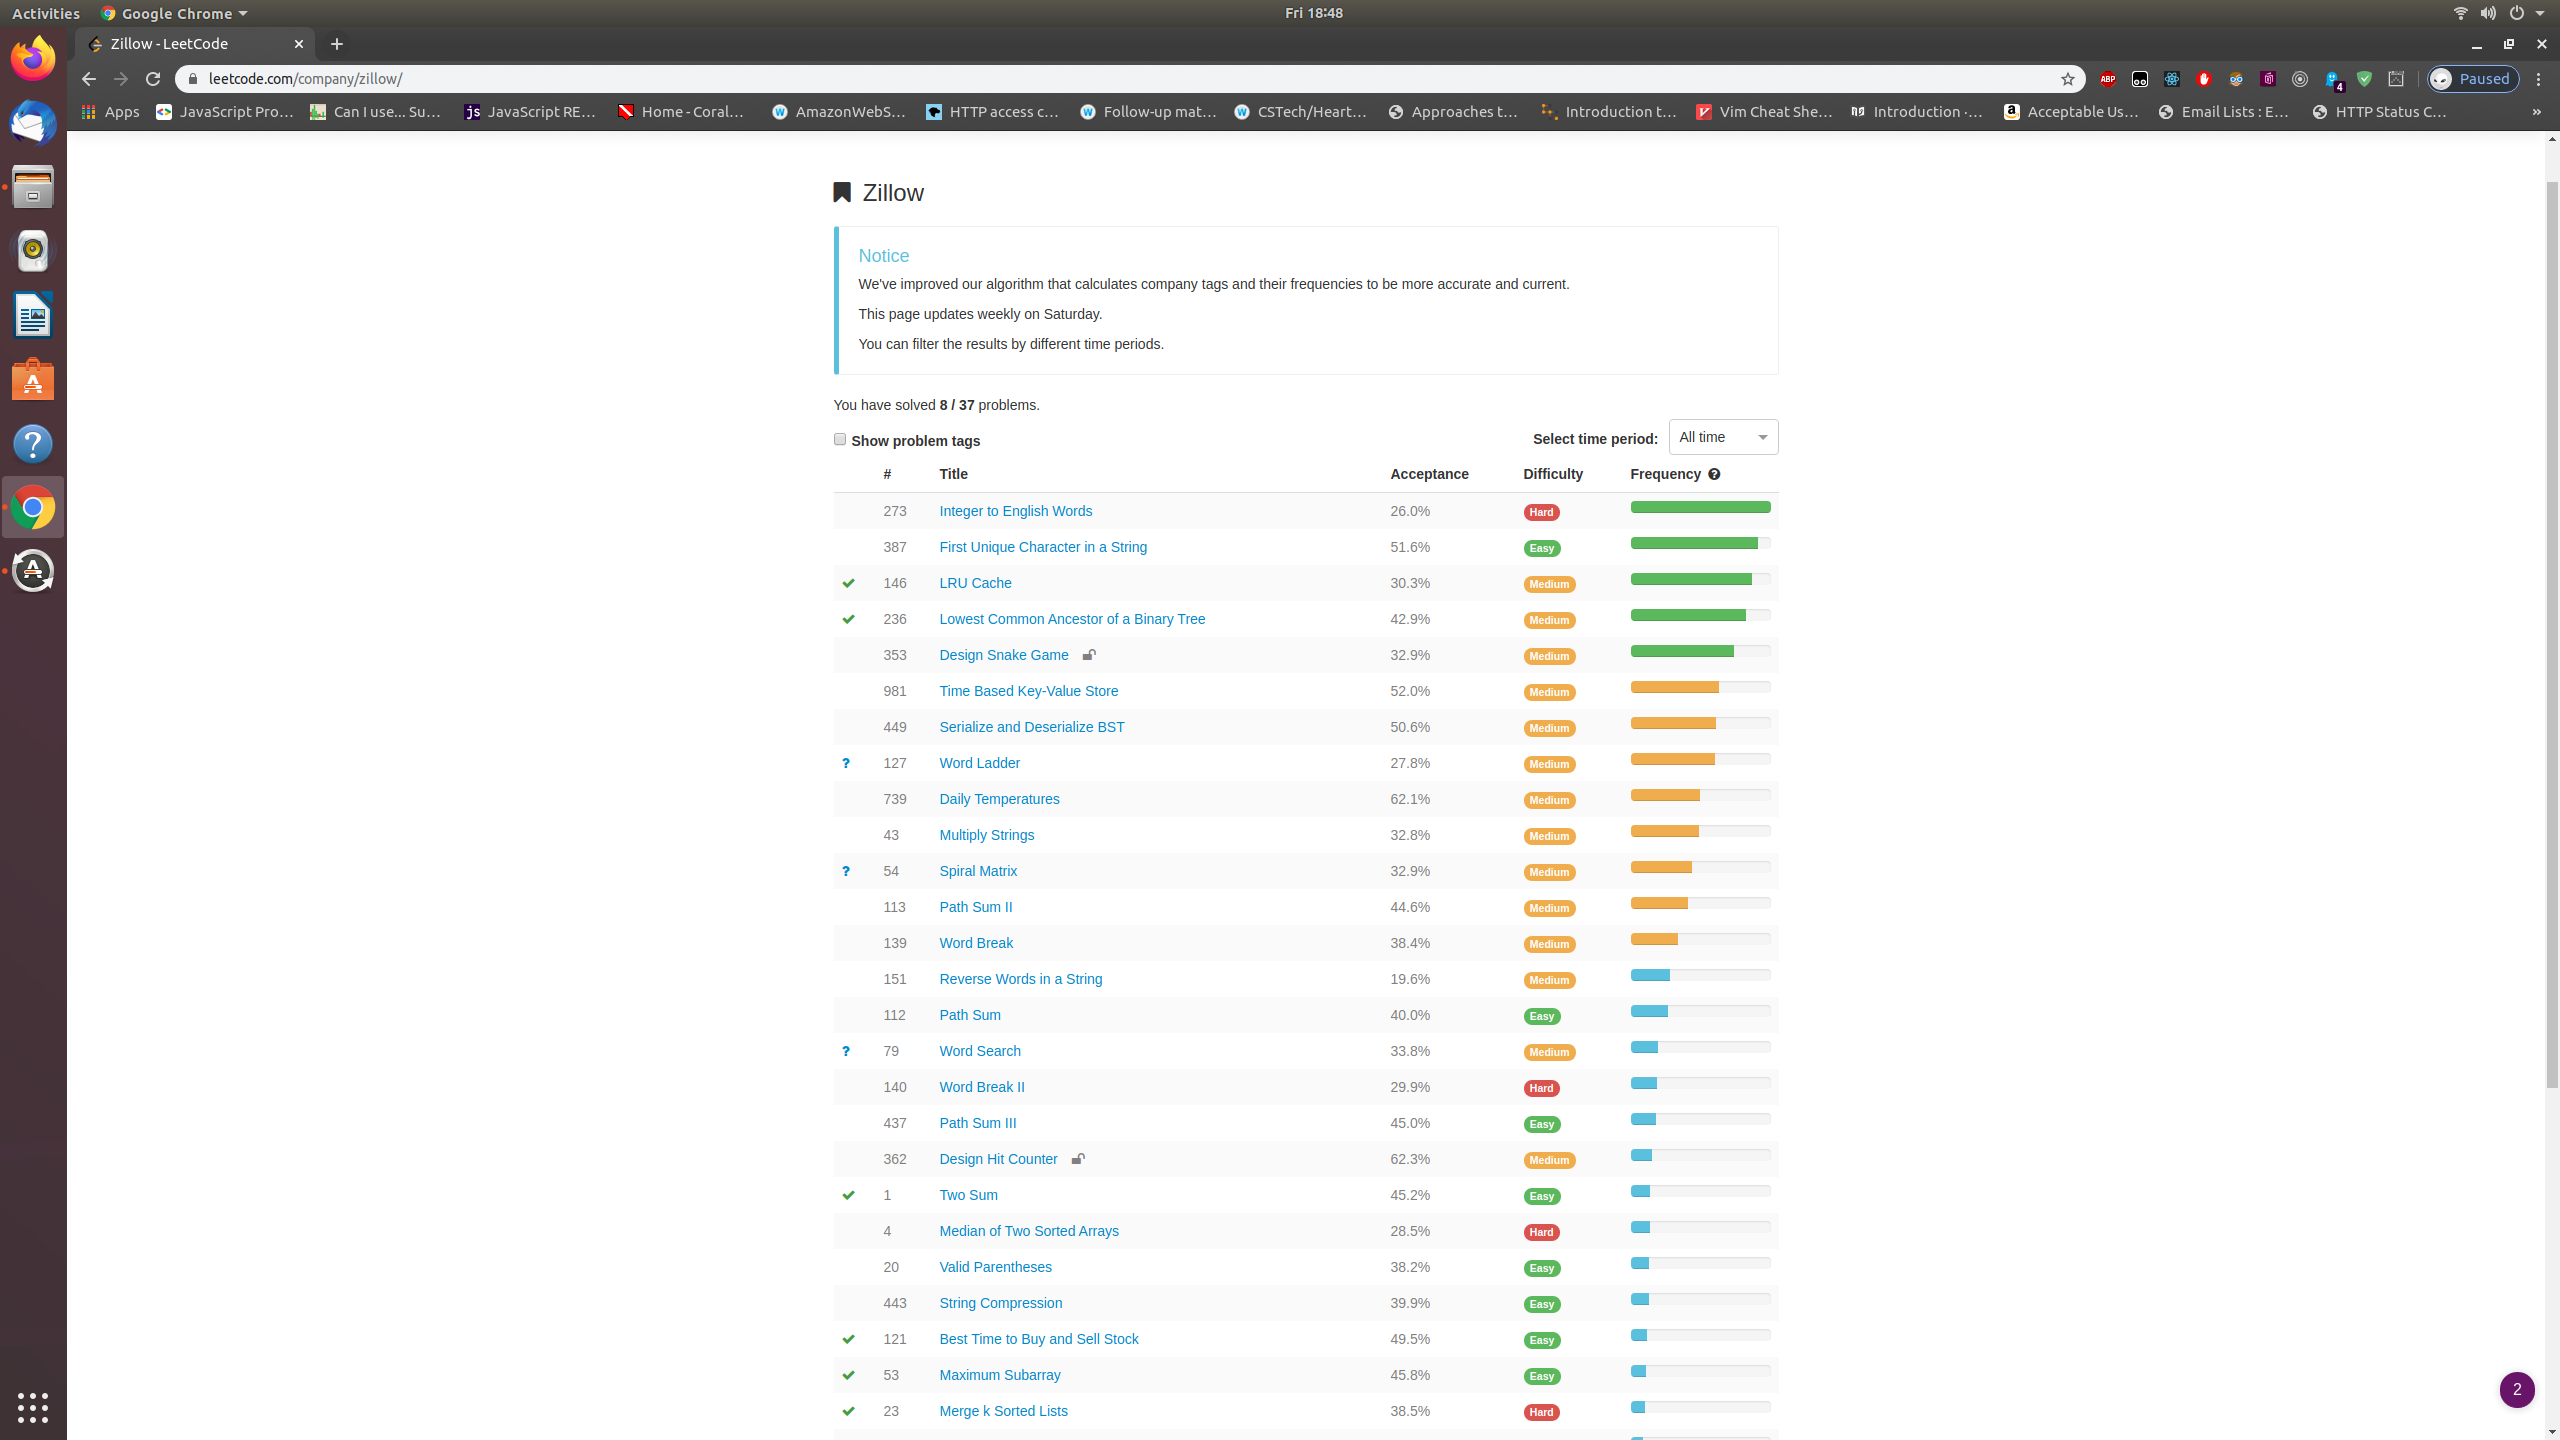 Activities Google Chrome Fri 18:48
Zillow - LeetCode
leetcode.com/company/zillow/ ABP 4 Paused
Apps JavaScript Pro… Can I use... Su… js JavaScript RE… Home - Coral… W AmazonWebS… HTTP access c… W Follow-up mat… W CSTech/Heart… Approaches t… Introduction t… Vim Cheat She… Introduction ·… a Acceptable Us… Email Lists : E… HTTP Status C… »
Zillow
Notice
We've improved our algorithm that calculates company tags and their frequencies to be more accurate and current.
This page updates weekly on Saturday.
You can filter the results by different time periods.
You have solved 8 / 37 problems.
Show problem tags Select time period: All time
# Title Acceptance Difficulty Frequency ?
273 Integer to English Words 26.0% Hard
387 First Unique Character in a String 51.6% Easy
146 LRU Cache 30.3% Medium
236 Lowest Common Ancestor of a Binary Tree 42.9% Medium
353 Design Snake Game 32.9% Medium
981 Time Based Key-Value Store 52.0% Medium
449 Serialize and Deserialize BST 50.6% Medium
? 127 Word Ladder 27.8% Medium
739 Daily Temperatures 62.1% Medium
43 Multiply Strings 32.8% Medium
? 54 Spiral Matrix 32.9% Medium
113 Path Sum II 44.6% Medium
139 Word Break 38.4% Medium
151 Reverse Words in a String 19.6% Medium
112 Path Sum 40.0% Easy
? 79 Word Search 33.8% Medium
140 Word Break II 29.9% Hard
437 Path Sum III 45.0% Easy
362 Design Hit Counter 62.3% Medium
1 Two Sum 45.2% Easy
4 Median of Two Sorted Arrays 28.5% Hard
20 Valid Parentheses 38.2% Easy
443 String Compression 39.9% Easy
121 Best Time to Buy and Sell Stock 49.5% Easy
53 Maximum Subarray 45.8% Easy
23 Merge k Sorted Lists 38.5% Hard
2